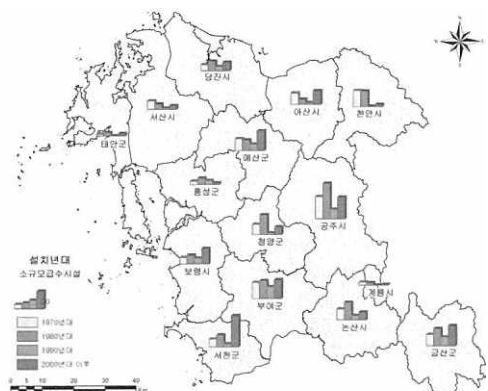 N
당진시
아산시
천안시
서산시
태안군
예산군
홍성군
공주시
청양군
보령시
부여군
계룡시
논산시
서천군
금산군
설치년대
소규모급수시설
1970년대
1980년대
1990년대
2000년대 이후
0 5 10 20 30 40